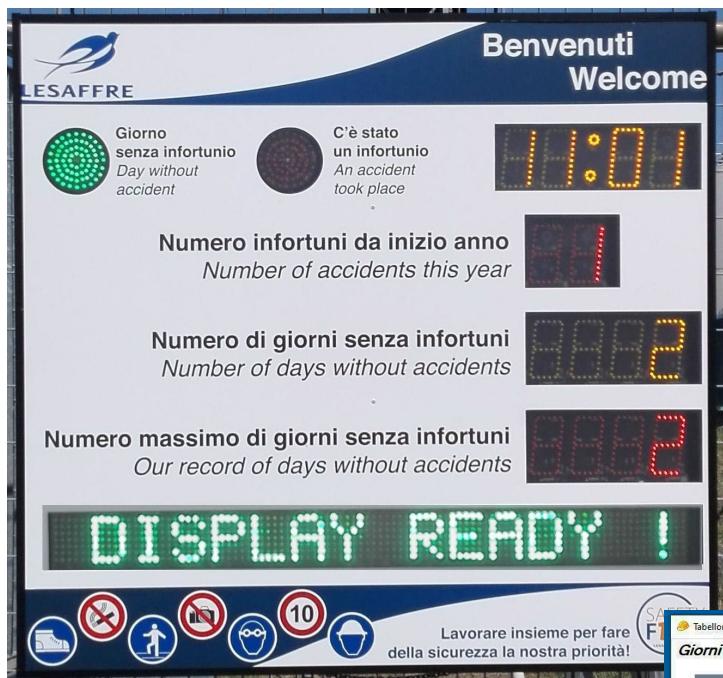 LESAFFRE
Benvenuti
Welcome
Giorno
senza infortunio
Day without
accident
C'è stato
un infortunio
An accident
took place
11:01
Numero infortuni da inizio anno
Number of accidents this year
1
Numero di giorni senza infortuni
Number of days without accidents
2
Numero massimo di giorni senza infortuni
Our record of days without accidents
2
DISPLAY READY !
10
Lavorare insieme per fare
della sicurezza la nostra priorità!
Giorni